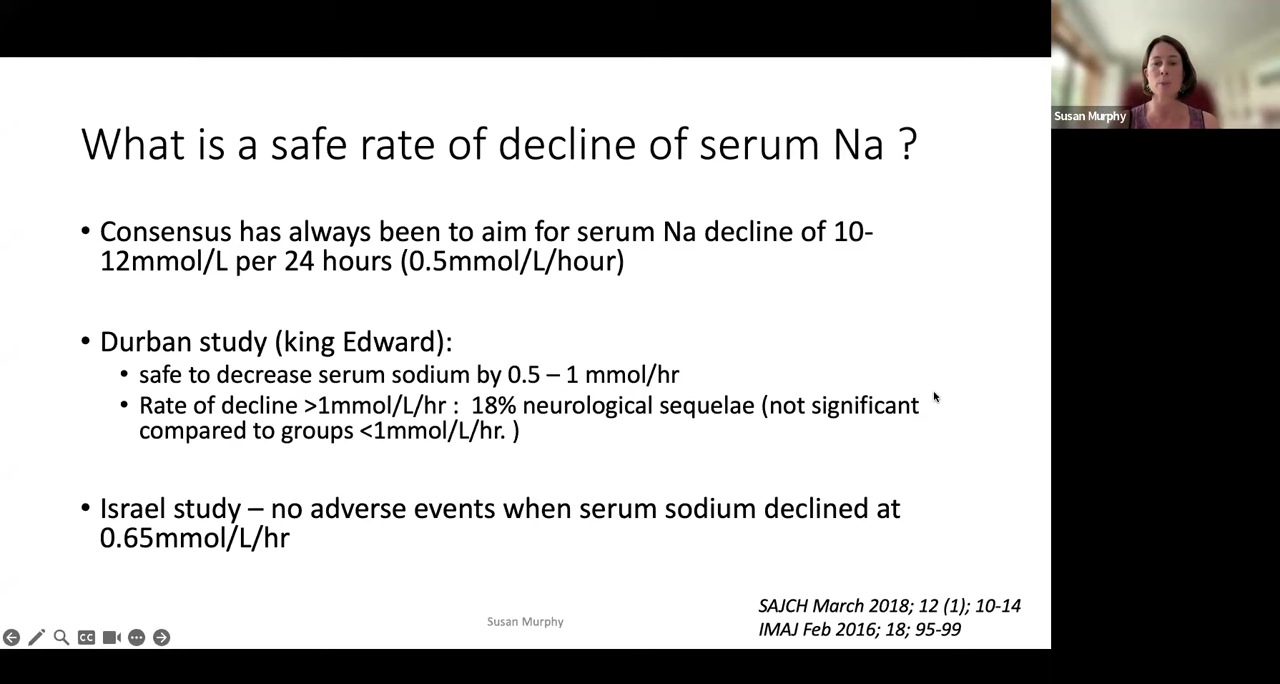 What is a safe rate of decline of serum Na ?
• Consensus has always been to aim for serum Na decline of 10-
12mmol/L per 24 hours (0.5mmol/L/hour)
• Durban study (king Edward):
• safe to decrease serum sodium by 0.5 – 1 mmol/hr
• Rate of decline >1mmol/L/hr : 18% neurological sequelae (not significant
compared to groups <1mmol/L/hr. )
• Israel study – no adverse events when serum sodium declined at
0.65mmol/L/hr
SAJCH March 2018; 12 (1); 10-14
IMAJ Feb 2016; 18; 95-99
Susan Murphy
CC
Susan Murphy